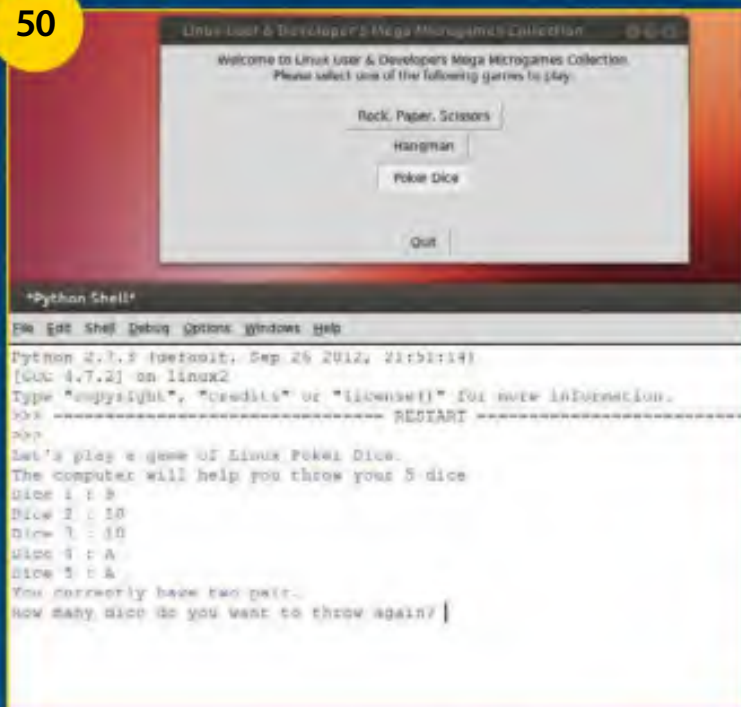 50
Linux User & Developer's Mega Microgames Collection
Welcome to Linux User & Developers Mega Microgames Collection.
Please select one of the following games to play:
Rock, Paper, Scissors
Hangman
Poker Dice
Quit
*Python Shell*
File Edit Shell Debug Options Windows Help
Python 2.7.3 (default, Sep 26 2012, 21:51:14)
[GCC 4.7.2] on linux2
Type "copyright", "credits" or "license()" for more information.
>>> ================================ RESTART ================================
>>>
Let's play a game of Linux Poker Dice.
The computer will help you throw your 5 dice
Dice 1 : 9
Dice 2 : 10
Dice 3 : 10
Dice 4 : A
Dice 5 : A
You currently have two pair.
How many dice do you want to throw again?